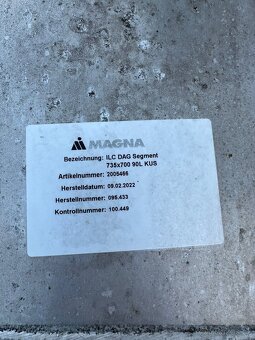 MAGNA
Bezeichnung: ILC DAG Segment
735x700 90L KUS
Artikelnummer: 2006466
Herstelldatum: 09.02.2022
Herstellnummer: 095.433
Kontrollnummer: 100.449